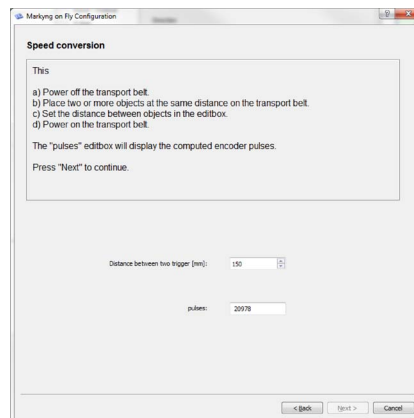 Markyng on Fly Configuration
Speed conversion
This
a) Power off the transport belt.
b) Place two or more objects at the same distance on the transport belt.
c) Set the distance between objects in the editbox.
d) Power on the transport belt.
The "pulses" editbox will display the computed encoder pulses.
Press "Next" to continue.
Distance between two trigger [mm]: 150
pulses: 20978
< Back Next > Cancel